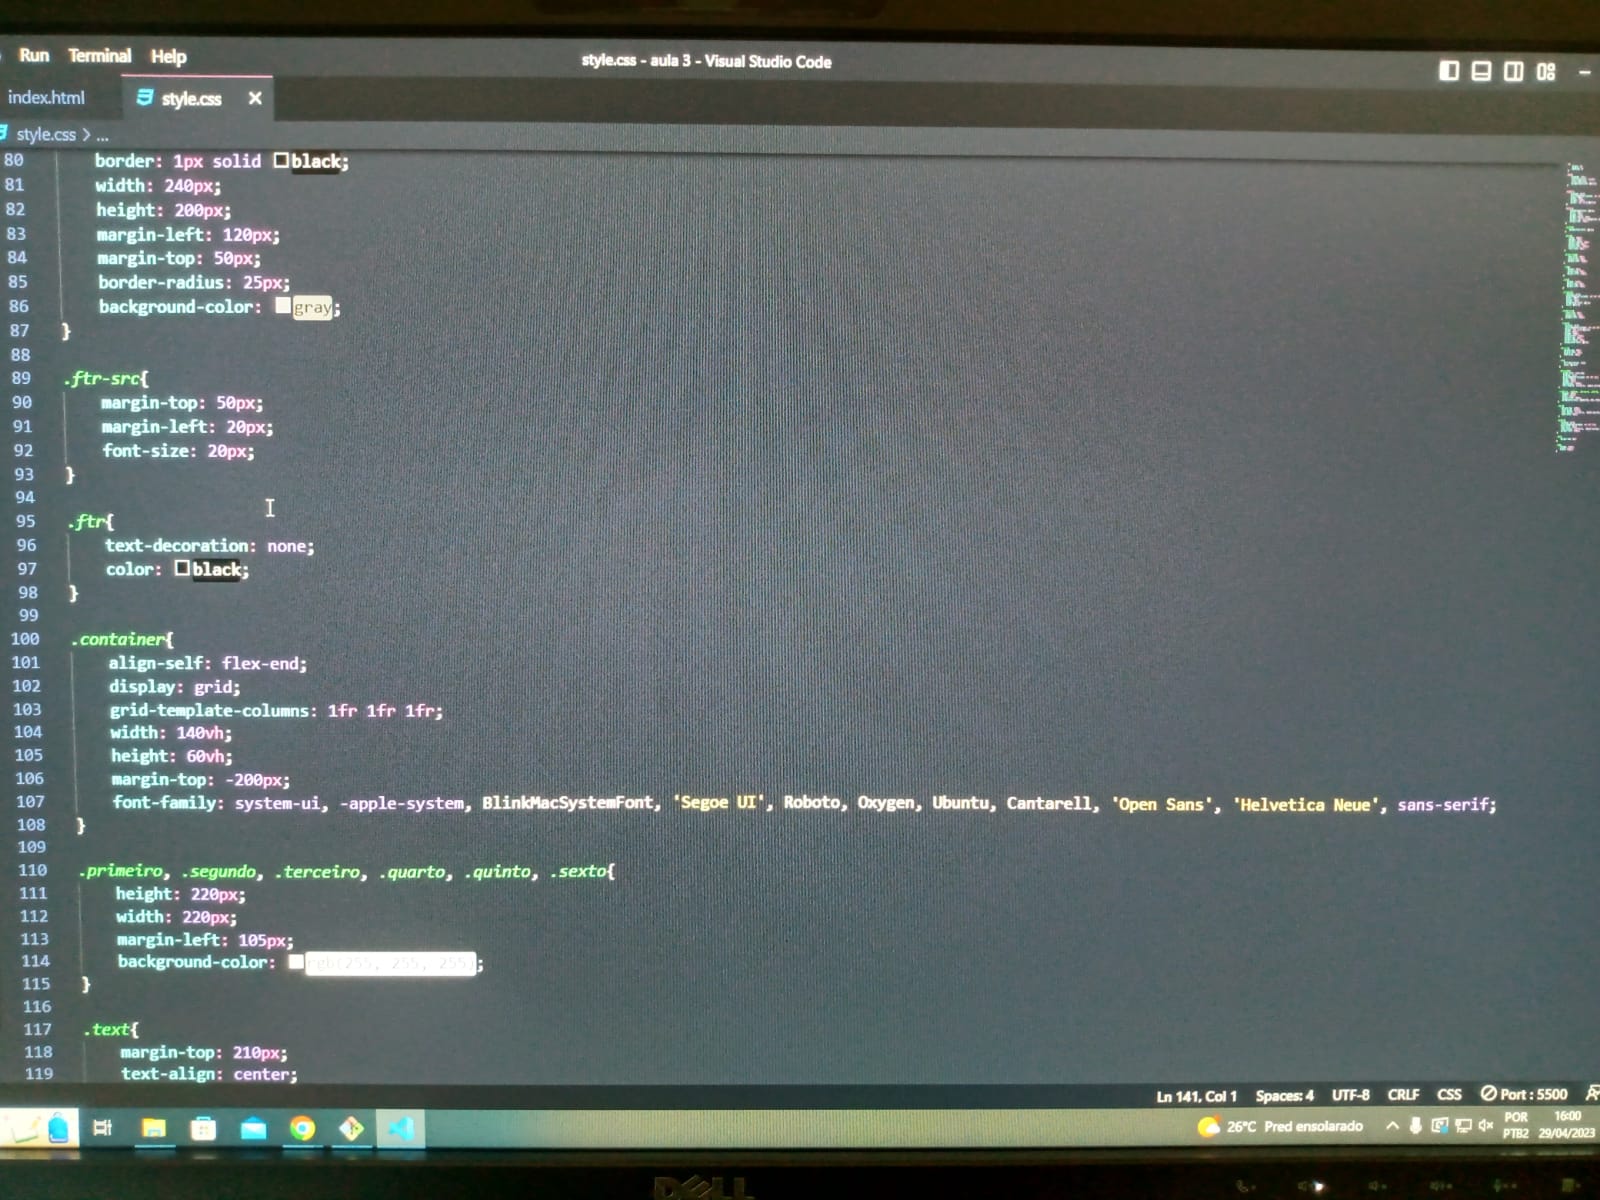 Run Terminal Help
style.css - aula 3 - Visual Studio Code
index.html
style.css
style.css > ...
80 border: 1px solid black;
81 width: 240px;
82 height: 200px;
83 margin-left: 120px;
84 margin-top: 50px;
85 border-radius: 25px;
86 background-color: gray;
87 }
88
89 .ftr-src{
90 margin-top: 50px;
91 margin-left: 20px;
92 font-size: 20px;
93 }
94
95 .ftr{
96 text-decoration: none;
97 color: black;
98 }
99
100 .container{
101 align-self: flex-end;
102 display: grid;
103 grid-template-columns: 1fr 1fr 1fr;
104 width: 140vh;
105 height: 60vh;
106 margin-top: -200px;
107 font-family: system-ui, -apple-system, BlinkMacSystemFont, 'Segoe UI', Roboto, Oxygen, Ubuntu, Cantarell, 'Open Sans', 'Helvetica Neue', sans-serif;
108 }
109
110 .primeiro, .segundo, .terceiro, .quarto, .quinto, .sexto{
111 height: 220px;
112 width: 220px;
113 margin-left: 105px;
114 background-color: rgb(255, 255, 255);
115 }
116
117 .text{
118 margin-top: 210px;
119 text-align: center;
Ln 141, Col 1 Spaces: 4 UTF-8 CRLF CSS Port : 5500
26°C Pred ensolarado
POR
PTB2
16:00
29/04/2023
DELL